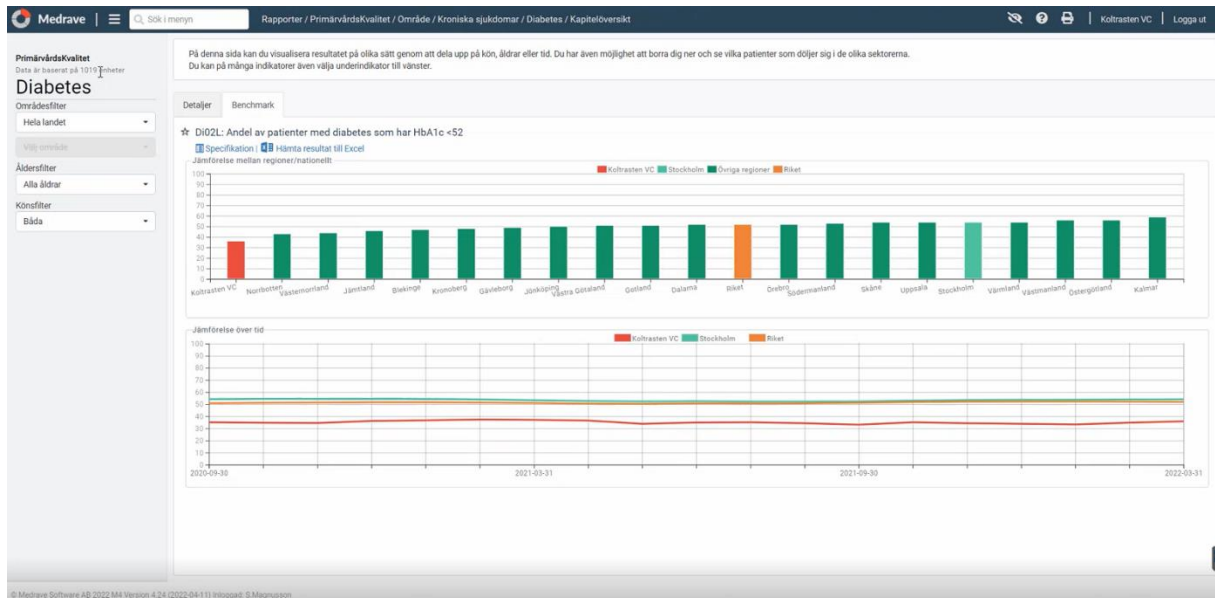 Medrave
Sök i menyn
Rapporter / PrimärvårdsKvalitet / Område / Kroniska sjukdomar / Diabetes / Kapitelöversikt
Koltrasten VC
Logga ut
PrimärvårdsKvalitet
Data är baserat på 1019 enheter
Diabetes
Områdesfilter
Hela landet
Välj område
Åldersfilter
Alla åldrar
Könsfilter
Båda
På denna sida kan du visualisera resultatet på olika sätt genom att dela upp på kön, åldrar eller tid. Du har även möjlighet att borra dig ner och se vilka patienter som döljer sig i de olika sektorerna.
Du kan på många indikatorer även välja underindikator till vänster.
Detaljer Benchmark
Di02L: Andel av patienter med diabetes som har HbA1c <52
Specifikation | Hämta resultat till Excel
Jämförelse mellan regioner/nationellt
Koltrasten VC Stockholm Övriga regioner Riket
100
90
80
70
60
50
40
30
20
10
0
Koltrasten VC Norrbotten Västernorrland Jämtland Blekinge Kronoberg Gävleborg Jönköping Västra Götaland Gotland Dalarna Riket Örebro Södermanland Skåne Uppsala Stockholm Värmland Västmanland Östergötland Kalmar
Jämförelse över tid
Koltrasten VC Stockholm Riket
100
90
80
70
60
50
40
30
20
10
0
2020-09-30 2021-03-31 2021-09-30 2022-03-31
© Medrave Software AB 2022 M4 Version 4.24 (2022-04-11) Inloggad: S Magnusson